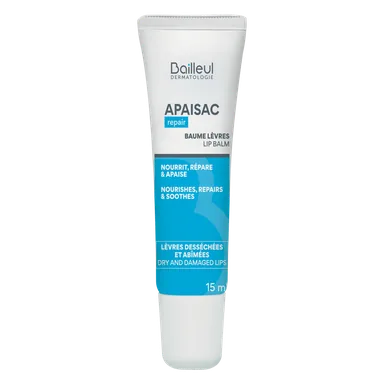 Bailleul
DERMATOLOGIE
APAISAC
repair
BAUME LÈVRES
LIP BALM
NOURRIT, RÉPARE
& APAISE
NOURISHES, REPAIRS
& SOOTHES
LÈVRES DESSÉCHÉES
ET ABÎMÉES
DRY AND DAMAGED LIPS
15 m